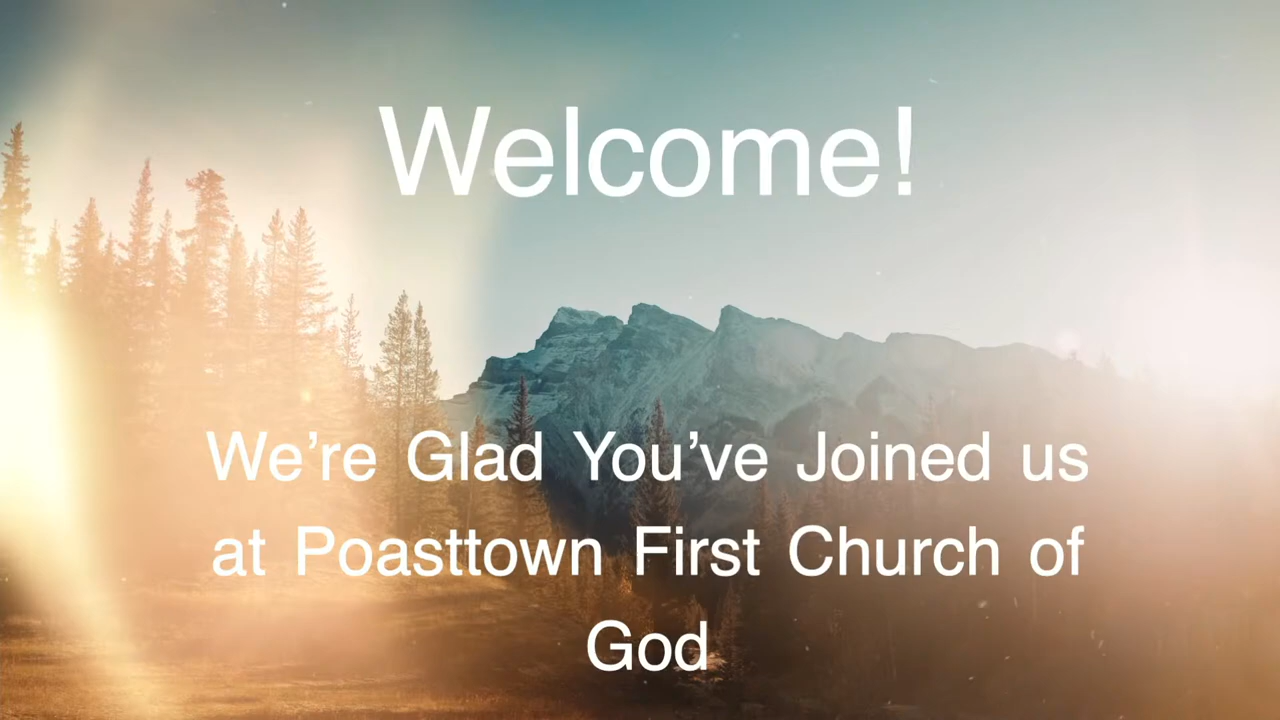 Welcome!
We’re Glad You’ve Joined us
at Poasttown First Church of
God